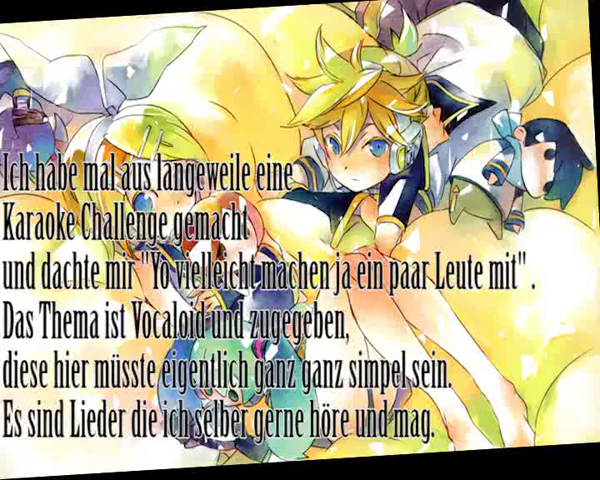 Ich habe mal aus langeweile eine
Karaoke Challenge gemacht
und dachte mir "Yo vielleicht machen ja ein paar Leute mit" .
Das Thema ist Vocaloid und zugegeben,
diese hier müsste eigentlich ganz ganz simpel sein.
Es sind Lieder die ich selber gerne höre und mag.